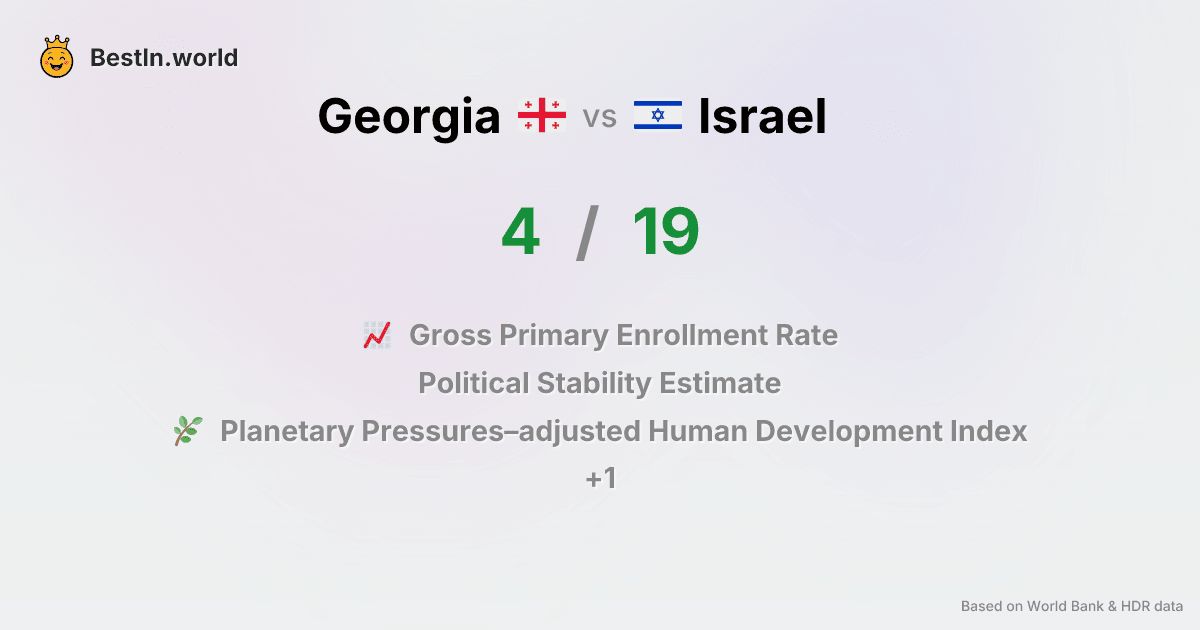 BestIn.world
Georgia vs Israel
4 / 19
Gross Primary Enrollment Rate
Political Stability Estimate
Planetary Pressures–adjusted Human Development Index
+1
Based on World Bank & HDR data